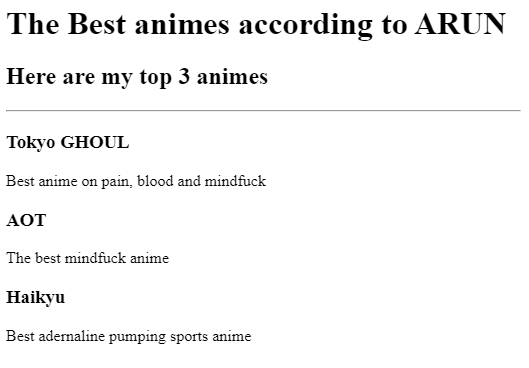 The Best animes according to ARUN
Here are my top 3 animes
Tokyo GHOUL
Best anime on pain, blood and mindfuck
AOT
The best mindfuck anime
Haikyu
Best adernaline pumping sports anime